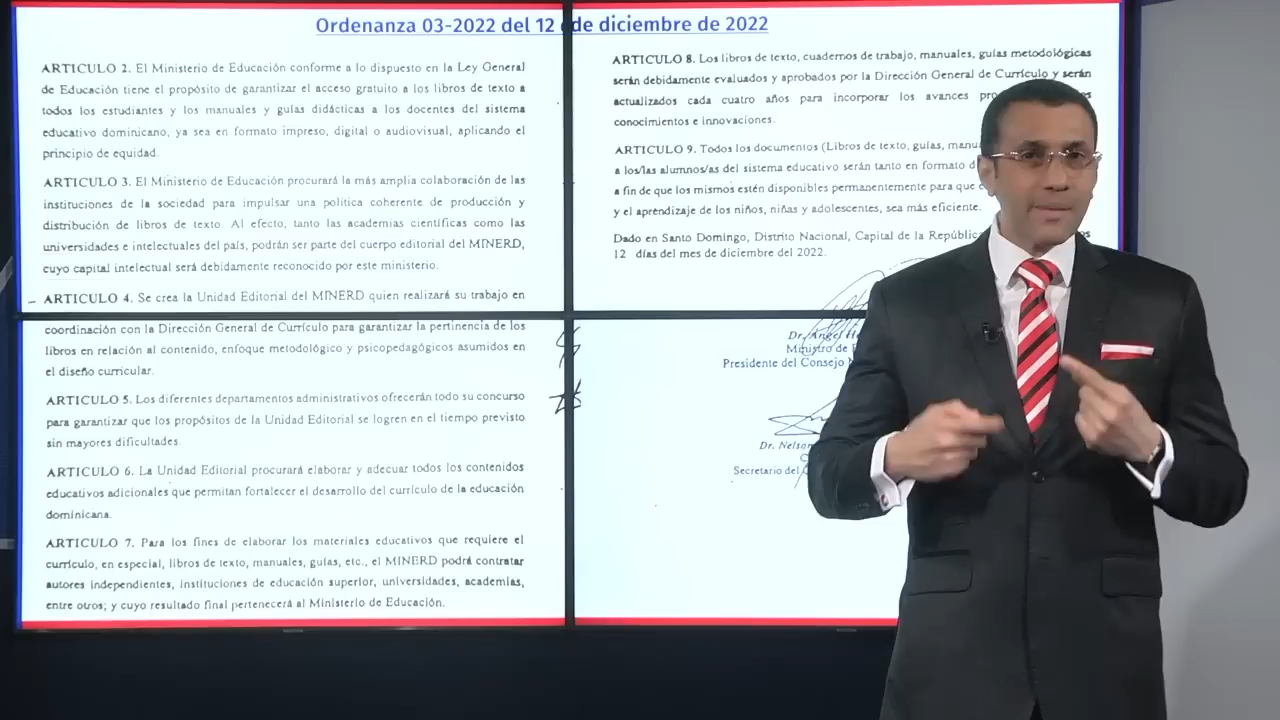 Ordenanza 03-2022 del 12 de diciembre de 2022
ARTICULO 2. El Ministerio de Educación conforme a lo dispuesto en la Ley General
de Educación tiene el propósito de garantizar el acceso gratuito a los libros de texto a
todos los estudiantes y los manuales y guías didácticas a los docentes del sistema
educativo dominicano, ya sea en formato impreso, digital o audiovisual, aplicando el
principio de equidad.
ARTICULO 3. El Ministerio de Educación procurará la más amplia colaboración de las
instituciones de la sociedad para impulsar una política coherente de producción y
distribución de libros de texto. Al efecto, tanto las academias científicas como las
universidades e intelectuales del país, podrán ser parte del cuerpo editorial del MINERD,
cuyo capital intelectual será debidamente reconocido por este ministerio.
ARTICULO 4. Se crea la Unidad Editorial del MINERD quien realizará su trabajo en
coordinación con la Dirección General de Currículo para garantizar la pertinencia de los
libros en relación al contenido, enfoque metodológico y psicopedagógicos asumidos en
el diseño curricular.
ARTICULO 5. Los diferentes departamentos administrativos ofrecerán todo su concurso
para garantizar que los propósitos de la Unidad Editorial se logren en el tiempo previsto
sin mayores dificultades.
ARTICULO 6. La Unidad Editorial procurará elaborar y adecuar todos los contenidos
educativos adicionales que permitan fortalecer el desarrollo del currículo de la educación
dominicana.
ARTICULO 7. Para los fines de elaborar los materiales educativos que requiere el
currículo, en especial, libros de texto, manuales, guías, etc., el MINERD podrá contratar
autores independientes, instituciones de educación superior, universidades, academias,
entre otros; y cuyo resultado final pertenecerá al Ministerio de Educación.
ARTICULO 8. Los libros de texto, cuadernos de trabajo, manuales, guías metodológicas
serán debidamente evaluados y aprobados por la Dirección General de Currículo y serán
actualizados cada cuatro años para incorporar los avances
conocimientos e innovaciones.
ARTICULO 9. Todos los documentos (Libros de texto, guías,
a los/las alumnos/as del sistema educativo serán tanto en formato
a fin de que los mismos estén disponibles permanentemente para que
y el aprendizaje de los niños, niñas y adolescentes, sea más eficiente.
Dado en Santo Domingo, Distrito Nacional, Capital de la
12 días del mes de diciembre del 2022.
Dr. Angel
Ministro de
Presidente del Consejo
Dr. Nelson
Secretario del